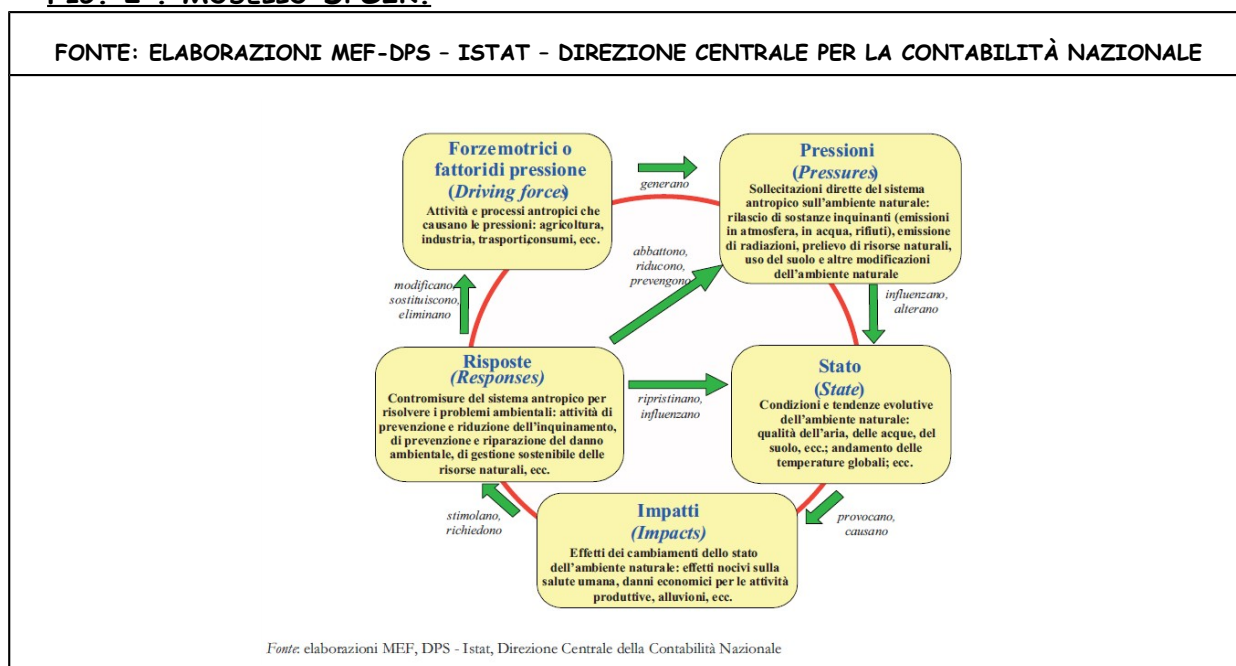 FONTE: ELABORAZIONI MEF-DPS – ISTAT – DIREZIONE CENTRALE PER LA CONTABILITÀ NAZIONALE
Forze motrici o
fattori di pressione
(Driving forces)
Attività e processi antropici che
causano le pressioni: agricoltura,
industria, trasporti, consumi, ecc.
generano
Pressioni
(Pressures)
Sollecitazioni dirette del sistema
antropico sull'ambiente naturale:
rilascio di sostanze inquinanti (emissioni
in atmosfera, in acqua, rifiuti), emissione
di radiazioni, prelievo di risorse naturali,
uso del suolo e altre modificazioni
dell'ambiente naturale
abbattono,
riducono,
prevengono
modificano,
sostituiscono,
eliminano
influenzano,
alterano
Risposte
(Responses)
Contromisure del sistema antropico per
risolvere i problemi ambientali: attività di
prevenzione e riduzione dell'inquinamento,
di prevenzione e riparazione del danno
ambientale, di gestione sostenibile delle
risorse naturali, ecc.
ripristinano,
influenzano
Stato
(State)
Condizioni e tendenze evolutive
dell'ambiente naturale:
qualità dell'aria, delle acque, del
suolo, ecc.; andamento delle
temperature globali; ecc.
stimolano,
richiedono
Impatti
(Impacts)
Effetti dei cambiamenti dello stato
dell'ambiente naturale: effetti nocivi sulla
salute umana, danni economici per le attività
produttive, alluvioni, ecc.
provocano,
causano
Fonte: elaborazioni MEF, DPS - Istat, Direzione Centrale della Contabilità Nazionale